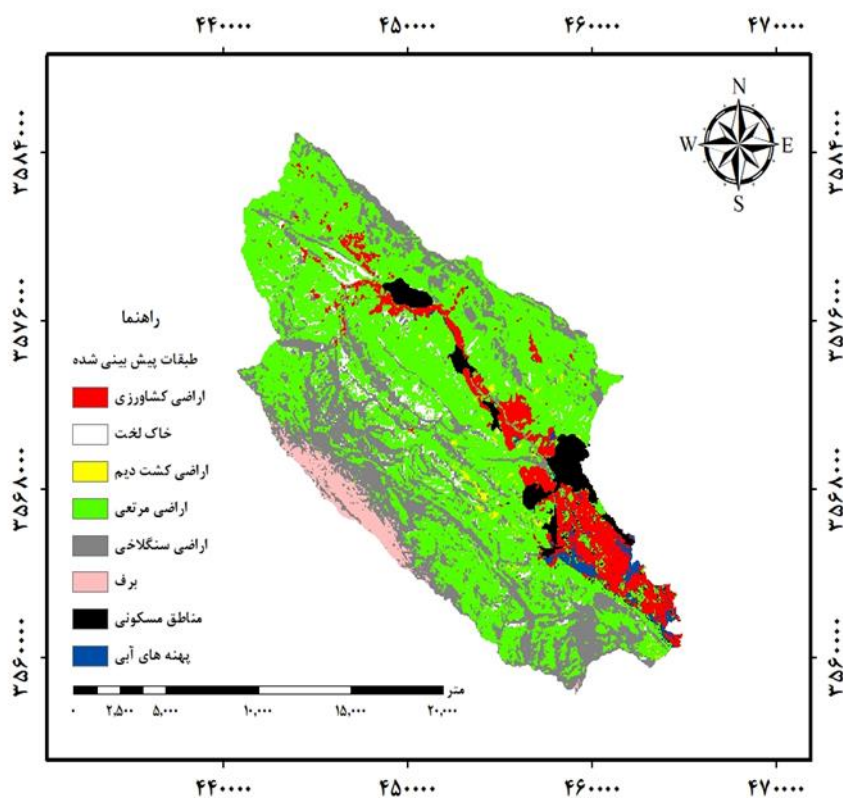 ۴۴۰۰۰۰ ۴۵۰۰۰۰ ۴۶۰۰۰۰ ۴۷۰۰۰۰
N
W E
S
۳۵۸۴۰۰۰ ۳۵۸۴۰۰۰
۳۵۷۶۰۰۰ ۳۵۷۶۰۰۰
۳۵۶۸۰۰۰ ۳۵۶۸۰۰۰
۳۵۶۰۰۰۰ ۳۵۶۰۰۰۰
راهنما
طبقات پیش بینی شده
اراضی کشاورزی
خاک لخت
اراضی کشت دیم
اراضی مرتعی
اراضی سنگلاخی
برف
مناطق مسکونی
پهنه های آبی
متر
۰ ۲,۵۰۰ ۵,۰۰۰ ۱۰,۰۰۰ ۱۵,۰۰۰ ۲۰,۰۰۰
۴۴۰۰۰۰ ۴۵۰۰۰۰ ۴۶۰۰۰۰ ۴۷۰۰۰۰